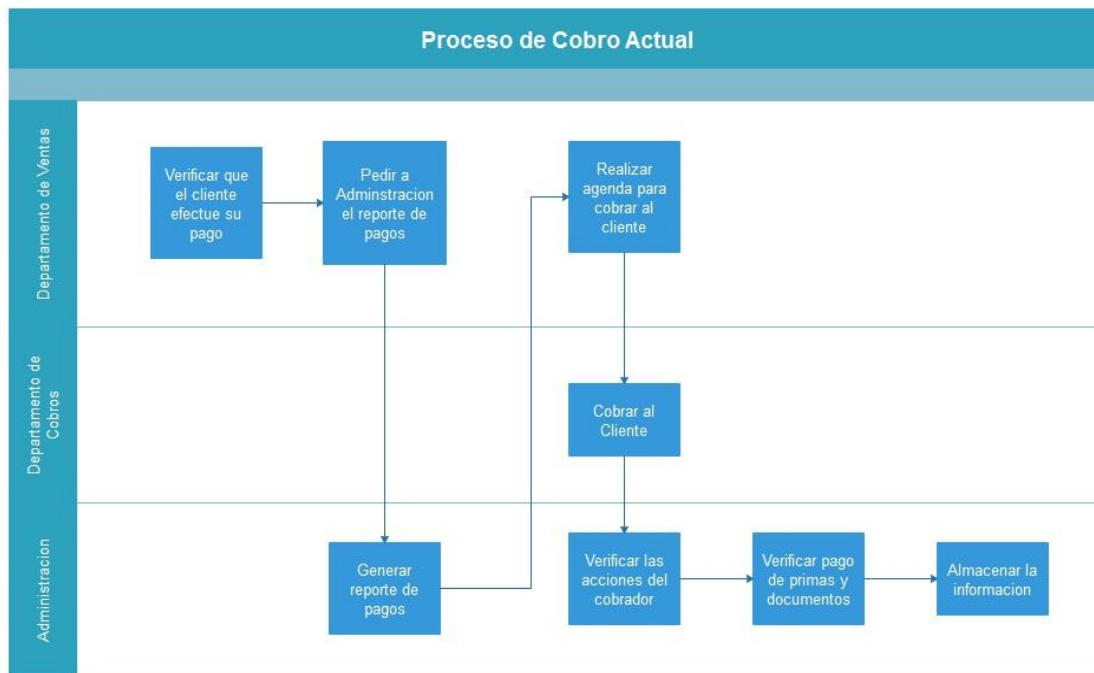 Proceso de Cobro Actual
Departamento de Ventas
Verificar que
el cliente
efectue su
pago
Pedir a
Adminstracion
el reporte de
pagos
Realizar
agenda para
cobrar al
cliente
Departamento de
Cobros
Cobrar al
Cliente
Administracion
Generar
reporte de
pagos
Verificar las
acciones del
cobrador
Verificar pago
de primas y
documentos
Almacenar la
informacion